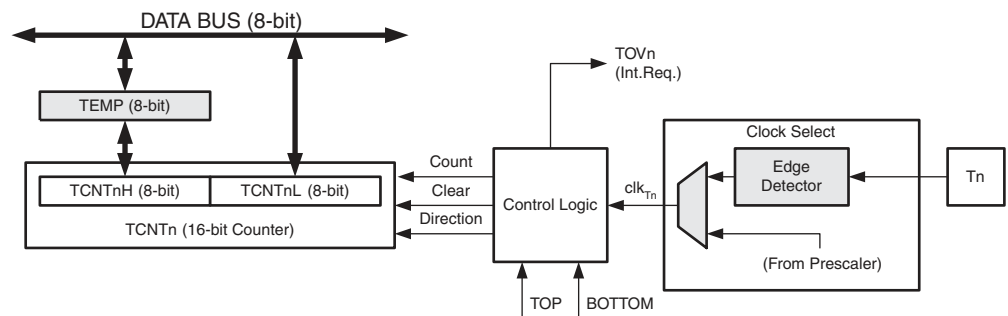 DATA BUS (8-bit)
TOVn
(Int.Req.)
TEMP (8-bit)
Clock Select
Count
Edge
Detector
TCNTnH (8-bit)
TCNTnL (8-bit)
Clear
Control Logic
clkTn
Tn
TCNTn (16-bit Counter)
Direction
(From Prescaler)
TOP
BOTTOM